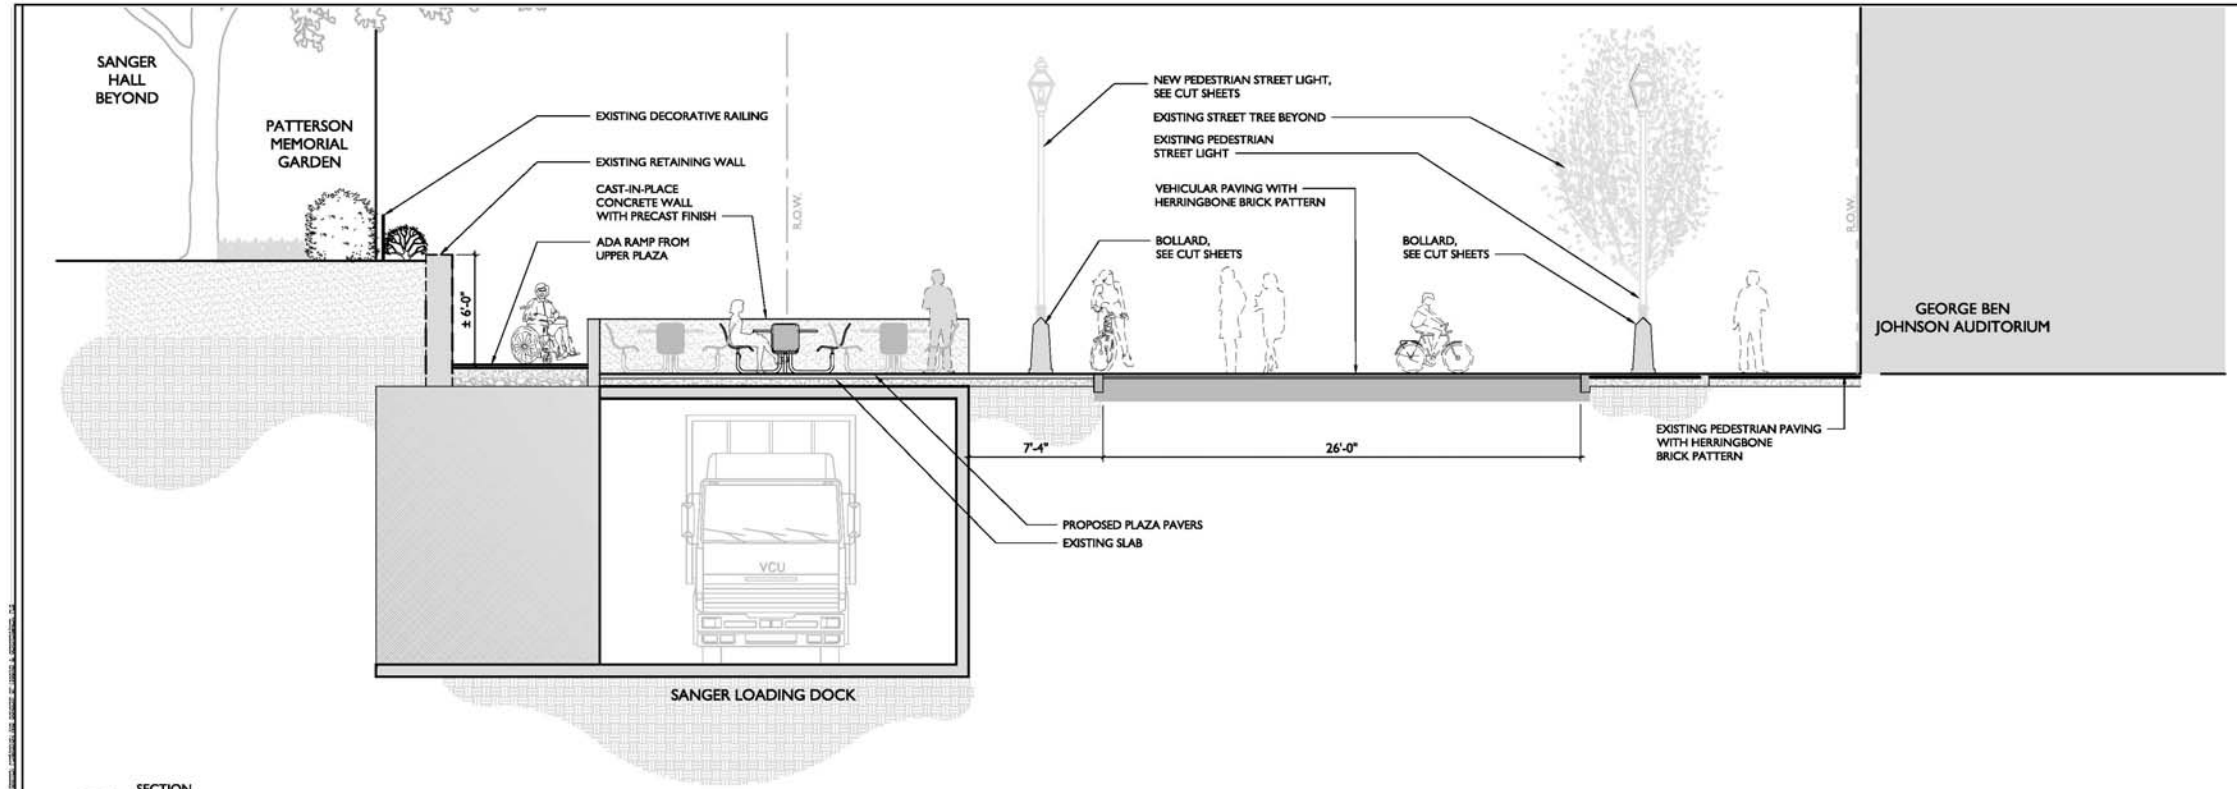 SANGER
HALL
BEYOND
PATTERSON
MEMORIAL
GARDEN
EXISTING DECORATIVE RAILING
EXISTING RETAINING WALL
CAST-IN-PLACE
CONCRETE WALL
WITH PRECAST FINISH
ADA RAMP FROM
UPPER PLAZA
± 6'-0"
R.O.W.
NEW PEDESTRIAN STREET LIGHT,
SEE CUT SHEETS
EXISTING STREET TREE BEYOND
EXISTING PEDESTRIAN
STREET LIGHT
VEHICULAR PAVING WITH
HERRINGBONE BRICK PATTERN
BOLLARD,
SEE CUT SHEETS
BOLLARD,
SEE CUT SHEETS
R.O.W.
GEORGE BEN
JOHNSON AUDITORIUM
EXISTING PEDESTRIAN PAVING
WITH HERRINGBONE
BRICK PATTERN
7'-4"
26'-0"
PROPOSED PLAZA PAVERS
EXISTING SLAB
VCU
SANGER LOADING DOCK
SECTION